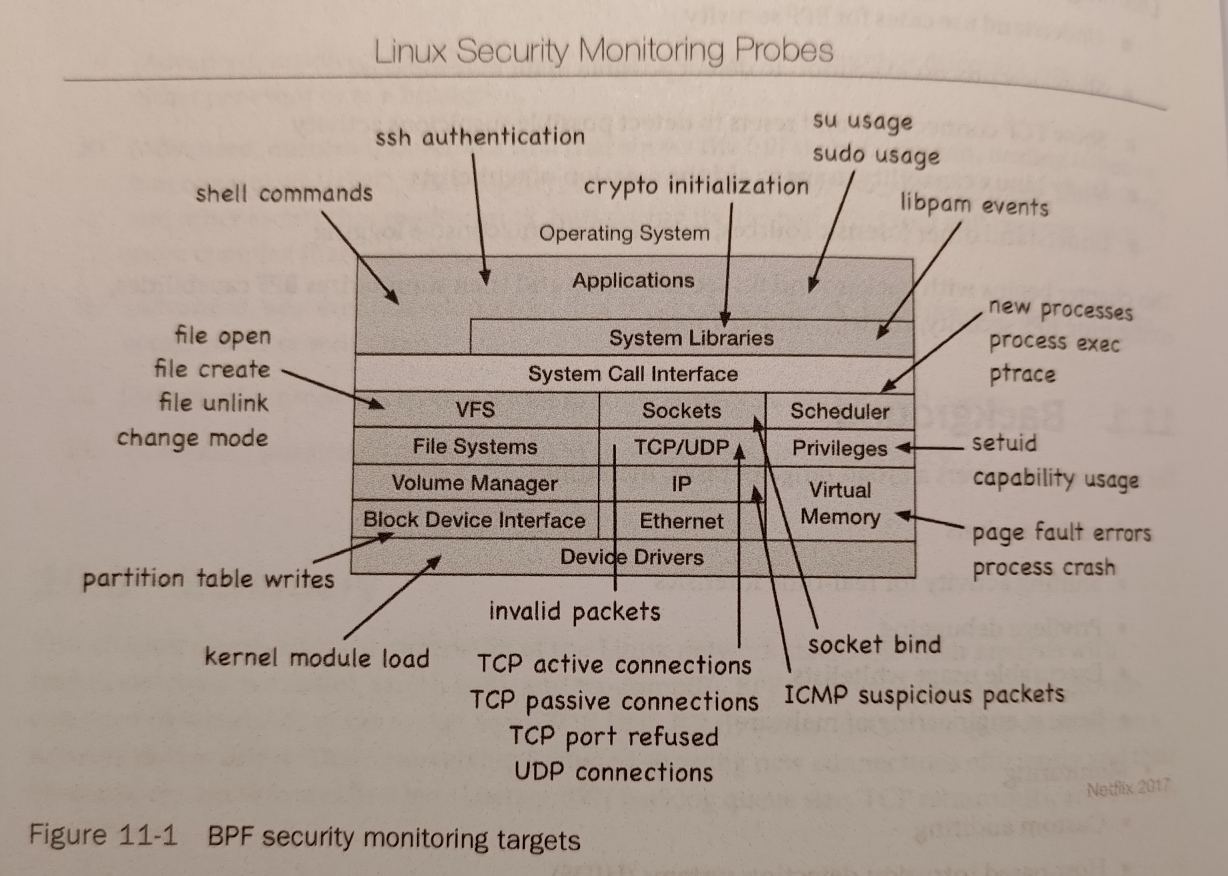 Linux Security Monitoring Probes
ssh authentication
su usage
sudo usage
shell commands
crypto initialization
libpam events
Operating System
Applications
System Libraries
System Call Interface
new processes
process exec
ptrace
file open
file create
file unlink
change mode
VFS
Sockets
Scheduler
File Systems
TCP/UDP
Privileges
setuid
capability usage
Volume Manager
IP
Virtual
Memory
Block Device Interface
Ethernet
page fault errors
process crash
Device Drivers
partition table writes
kernel module load
invalid packets
TCP active connections
TCP passive connections
TCP port refused
UDP connections
socket bind
ICMP suspicious packets
Netflix 2017
Figure 11-1 BPF security monitoring targets